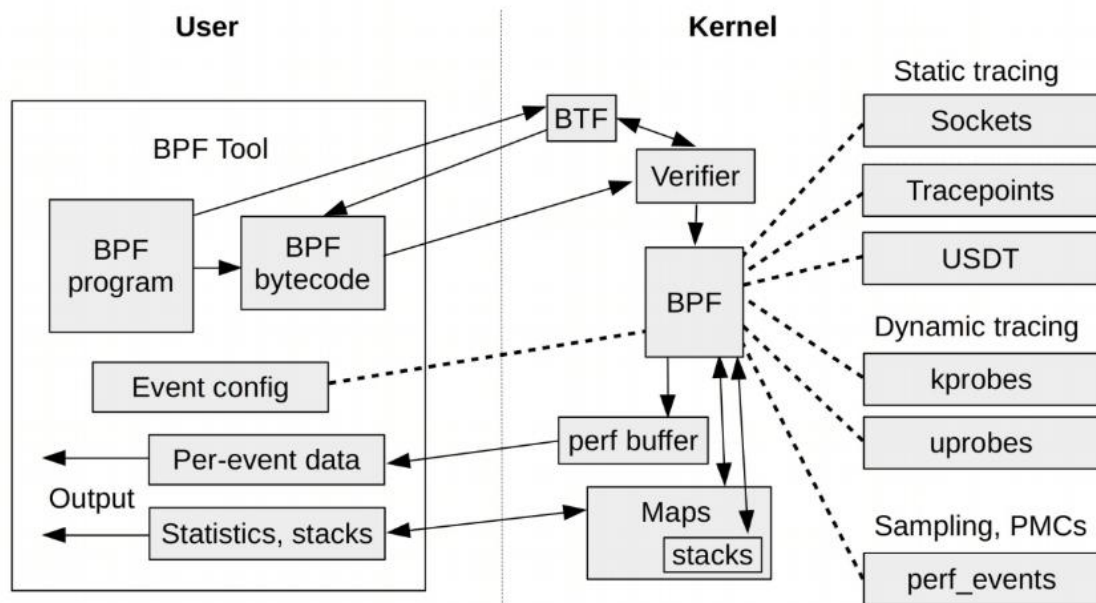 User
Kernel
Static tracing
BTF
Sockets
BPF Tool
Verifier
Tracepoints
BPF
program
BPF
bytecode
BPF
USDT
Dynamic tracing
Event config
kprobes
perf buffer
uprobes
Per-event data
Output
Maps
Statistics, stacks
stacks
Sampling, PMCs
perf_events